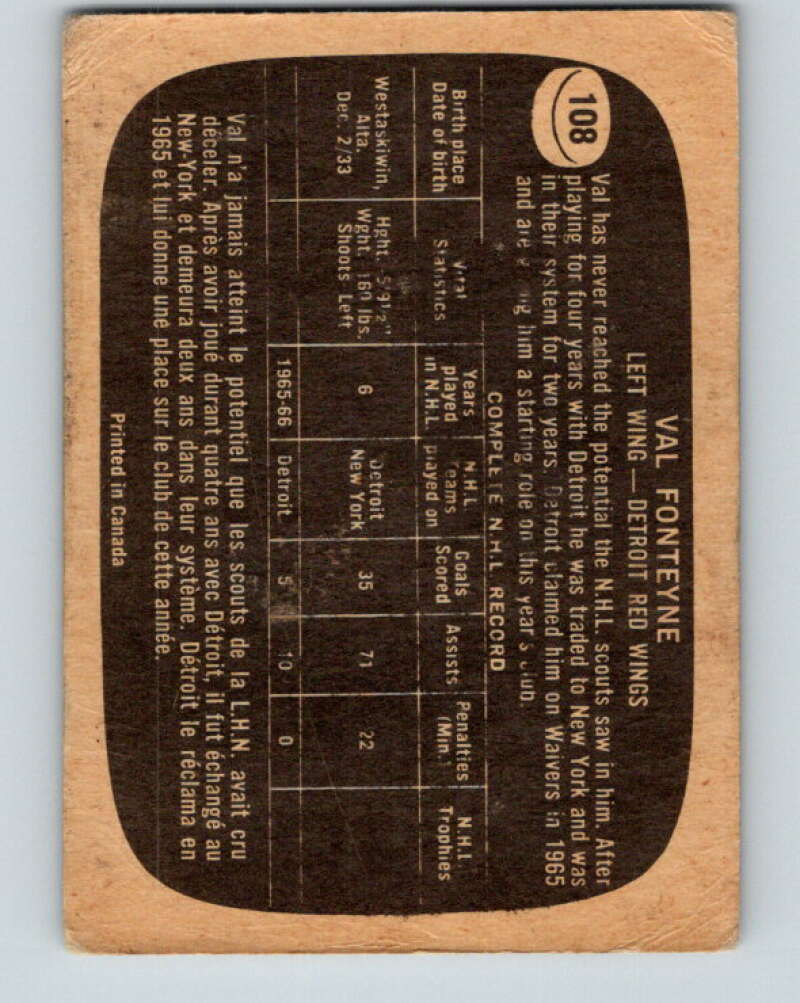 108
VAL FONTEYNE
LEFT WING — DETROIT RED WINGS
Val has never reached the potential the N.H.L. scouts saw in him. After
playing for four years with Detroit he was traded to New York and was
in their system for two years. Detroit claimed him on Waivers in 1965
and are him a starting role on this year's club.
COMPLETE N.H.L. RECORD
Birth place
Date of birth
Vital
Statistics
Years
played
in N.H.L.
N.H.L.
Teams
played on
Goals
Scored
Assists
Penalties
(Min.)
N.H.L.
Trophies
Westaskiwin,
Alta.
Dec. 2/33
Hght. 5'9½"
Wght. 160 lbs.
Shoots Left
6
Detroit
New York
35
71
22
1965-66
Detroit
5
10
0
Val n'a jamais atteint le potentiel que les scouts de la L.H.N. avait cru
déceler. Après avoir joué durant quatre ans avec Détroit, il fut échangé au
New-York et demeura deux ans dans leur système. Détroit le réclama en
1965 et lui donne une place sur le club de cette année.
Printed in Canada